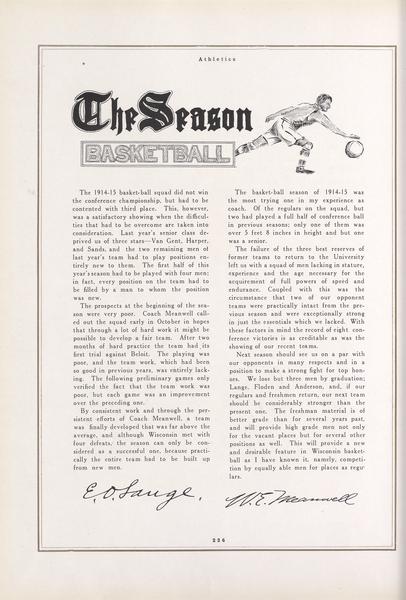 Athletics
The Season
BASKETBALL
The 1914-15 basket-ball squad did not win
the conference championship, but had to be
contented with third place. This, however,
was a satisfactory showing when the difficul-
ties that had to be overcome are taken into
consideration. Last year's senior class de-
prived us of three stars—Van Gent, Harper,
and Sands, and the two remaining men of
last year's team had to play positions en-
tirely new to them. The first half of this
year's season had to be played with four men;
in fact, every position on the team had to
be filled by a man to whom the position
was new.
The prospects at the beginning of the sea-
son were very poor. Coach Meanwell call-
ed out the squad early in October in hopes
that through a lot of hard work it might be
possible to develop a fair team. After two
months of hard practice the team had its
first trial against Beloit. The playing was
poor, and the team work, which had been
so good in previous years, was entirely lack-
ing. The following preliminary games only
verified the fact that the team work was
poor, but each game was an improvement
over the preceding one.
By consistent work and through the per-
sistent efforts of Coach Meanwell, a team
was finally developed that was far above the
average, and although Wisconsin met with
four defeats, the season can only be con-
sidered as a successful one, because practi-
cally the entire team had to be built up
from new men.
E. O. Lange.
The basket-ball season of 1914-15 was
the most trying one in my experience as
coach. Of the regulars on the squad, but
two had played a full half of conference ball
in previous seasons; only one of them was
over 5 feet 8 inches in height and but one
was a senior.
The failure of the three best reserves of
former teams to return to the University
left us with a squad of men lacking in stature,
experience and the age necessary for the
acquirement of full powers of speed and
endurance. Coupled with this was the
circumstance that two of our opponent
teams were practically intact from the pre-
vious season and were exceptionally strong
in just the essentials which we lacked. With
these factors in mind the record of eight con-
ference victories is as creditable as was the
showing of our recent teams.
Next season should see us on a par with
our opponents in many respects and in a
position to make a strong fight for top hon-
ors. We lose but three men by graduation;
Lange, Floden and Anderson, and, if our
regulars and freshmen return, our next team
should be considerably stronger than the
present one. The freshman material is of
better grade than for several years past,
and will provide high grade men not only
for the vacant places but for several other
positions as well. This will provide a new
and desirable feature in Wisconsin basket-
ball as I have known it, namely, competi-
tion by equally able men for places as regu
lars.
W. E. Meanwell
226